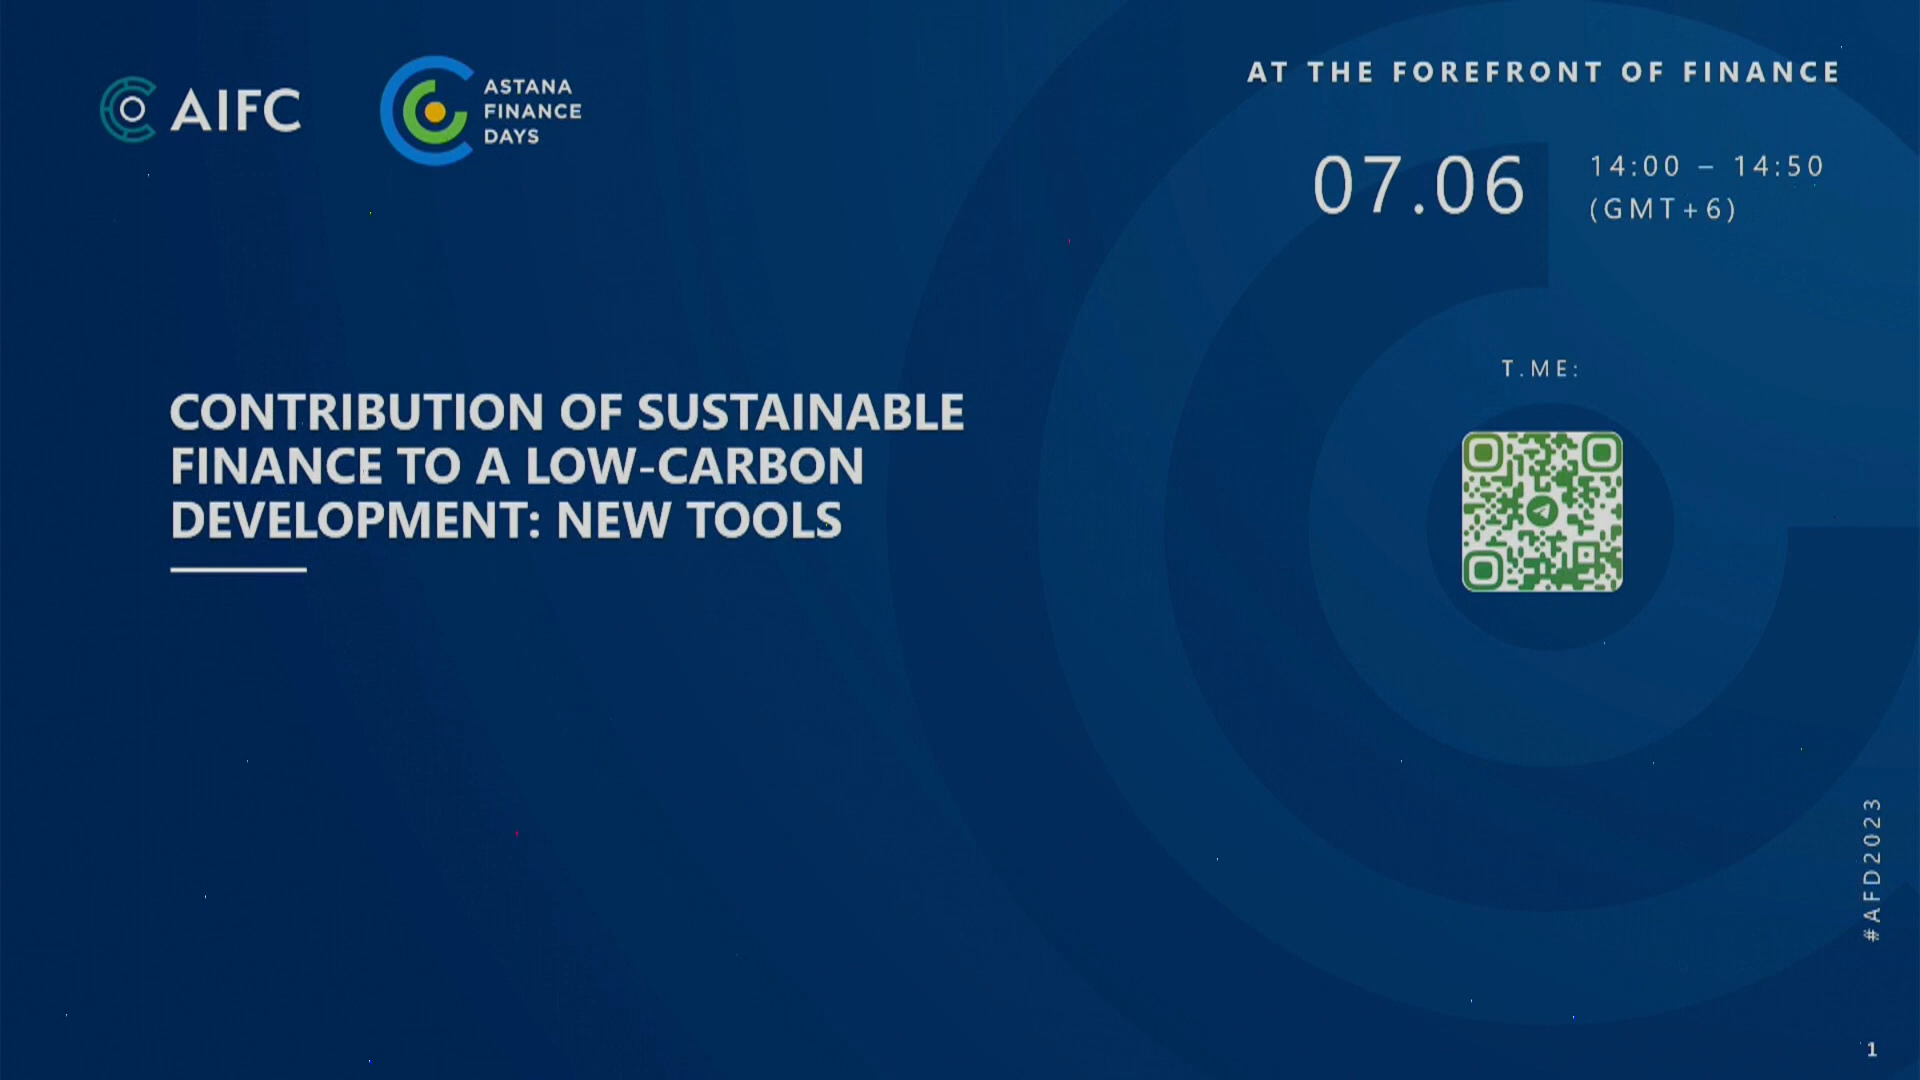 AIFC
ASTANA
FINANCE
DAYS
AT THE FOREFRONT OF FINANCE
07.06
14:00 – 14:50
(GMT+6)
T.ME:
CONTRIBUTION OF SUSTAINABLE
FINANCE TO A LOW-CARBON
DEVELOPMENT: NEW TOOLS
#AFD2023
1